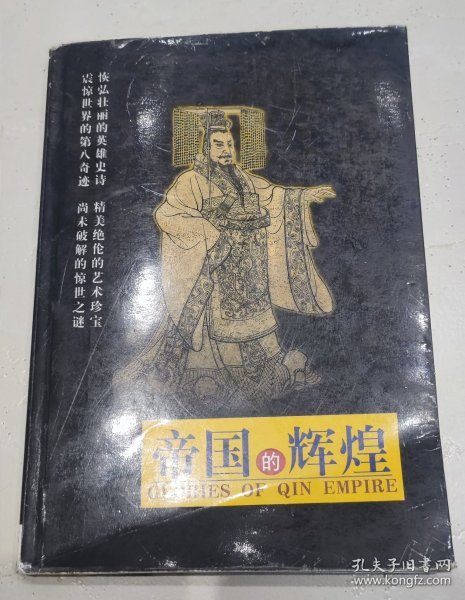 恢弘壮丽的英雄史诗 精美绝伦的艺术珍宝
震惊世界的第八奇迹 尚未破解的惊世之谜
帝国的辉煌
GLORIES OF QIN EMPIRE
孔夫子旧书网
www.kongfz.com